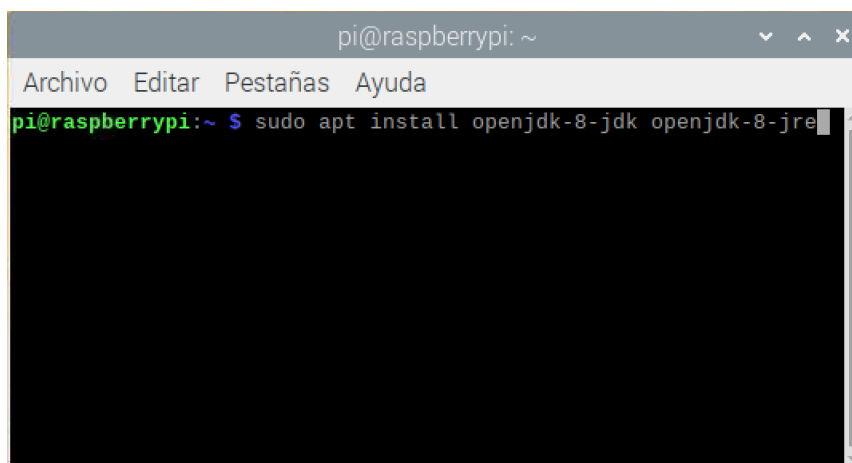 pi@raspberrypi: ~
Archivo Editar Pestañas Ayuda
pi@raspberrypi:~ $ sudo apt install openjdk-8-jdk openjdk-8-jre